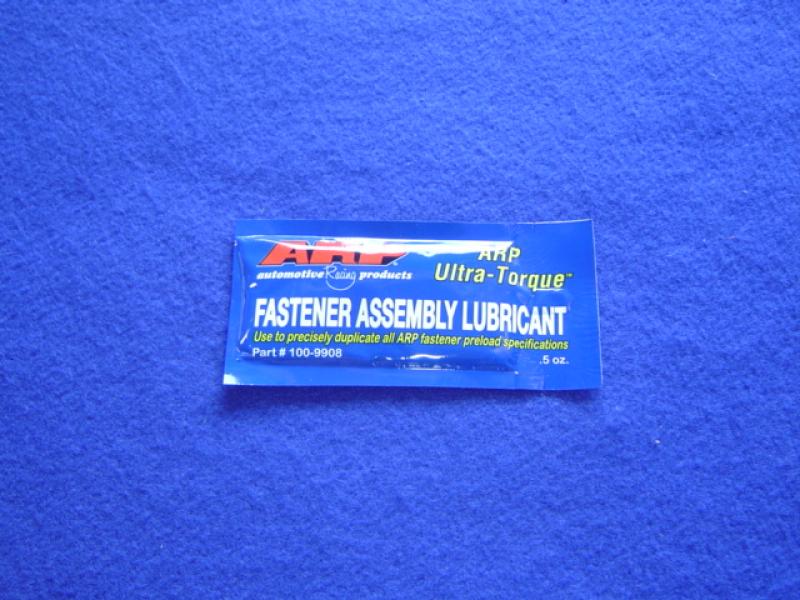 ARP
automotive Racing products
ARP
Ultra-Torque™
FASTENER ASSEMBLY LUBRICANT
Use to precisely duplicate all ARP fastener preload specifications
Part # 100-9908
.5 oz.